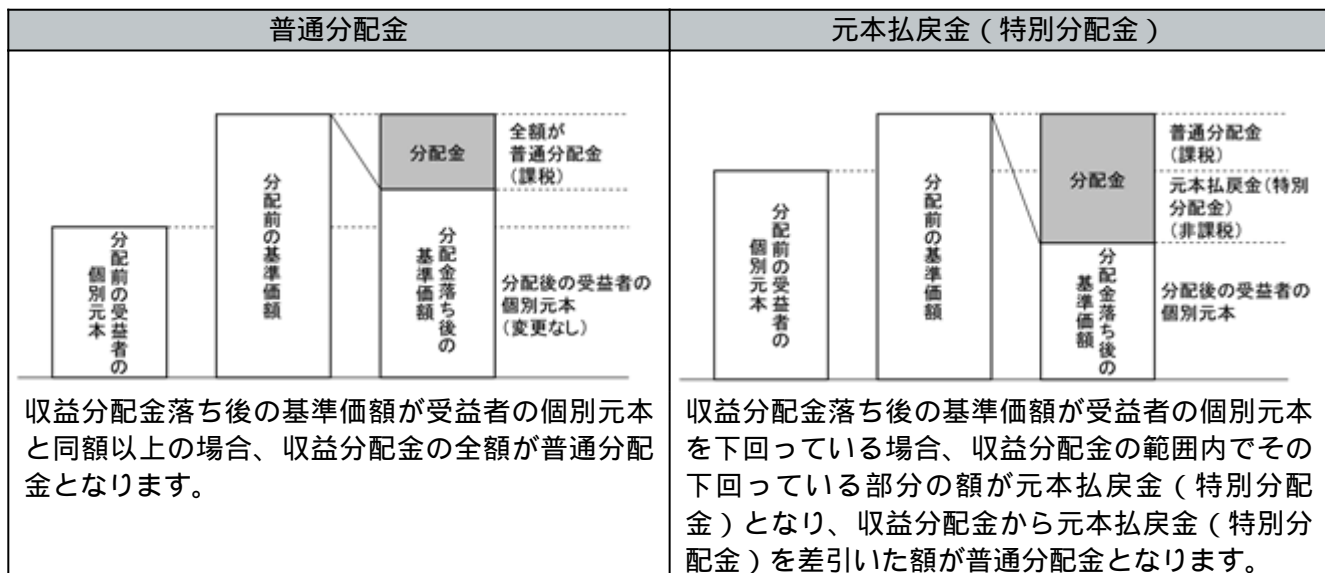 普通分配金
分配前の受益者の
個別元本
分配前の基準価額
分配金
分配金落ち後の
基準価額
全額が
普通分配金
(課税)
分配後の受益者の
個別元本
(変更なし)
収益分配金落ち後の基準価額が受益者の個別元本
と同額以上の場合、収益分配金の全額が普通分配
金となります。
元本払戻金(特別分配金)
分配前の受益者の
個別元本
分配前の基準価額
分配金
分配金落ち後の
基準価額
普通分配金
(課税)
元本払戻金(特別
分配金)
(非課税)
分配後の受益者の
個別元本
収益分配金落ち後の基準価額が受益者の個別元本
を下回っている場合、収益分配金の範囲内でその
下回っている部分の額が元本払戻金(特別分配
金)となり、収益分配金から元本払戻金(特別分
配金)を差引いた額が普通分配金となります。